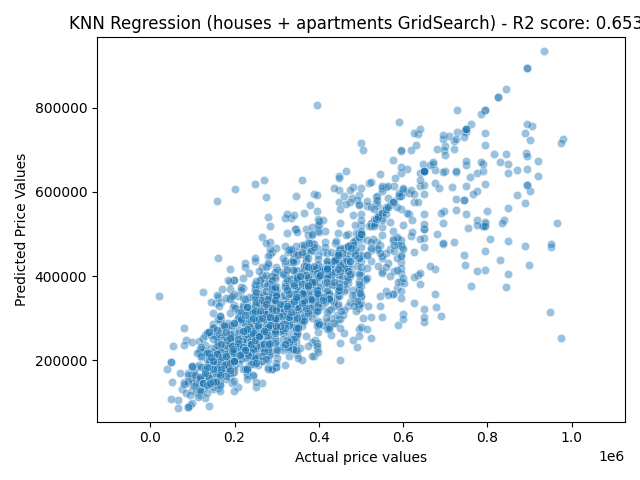 KNN Regression (houses + apartments GridSearch) - R2 score: 0.653
800000
600000
400000
200000
Predicted Price Values
0.0 0.2 0.4 0.6 0.8 1.0
1e6
Actual price values